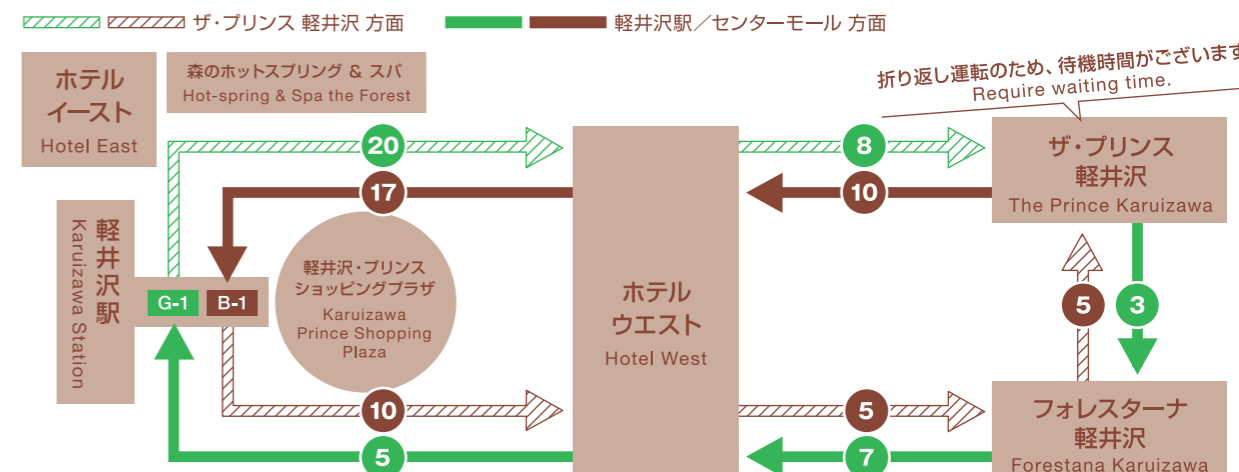 ザ・プリンス 軽井沢 方面
軽井沢駅／センターモール 方面
ホテル
イースト
Hotel East
森のホットスプリング & スパ
Hot-spring & Spa the Forest
折り返し運転のため、待機時間がございます
Require waiting time.
20
8
17
10
ザ・プリンス
軽井沢
The Prince Karuizawa
軽井沢駅
Karuizawa Station
G-1
B-1
軽井沢・プリンス
ショッピングプラザ
Karuizawa
Prince Shopping
Plaza
ホテル
ウエスト
Hotel West
5
3
10
5
5
7
フォレスターナ
軽井沢
Forestana Karuizawa